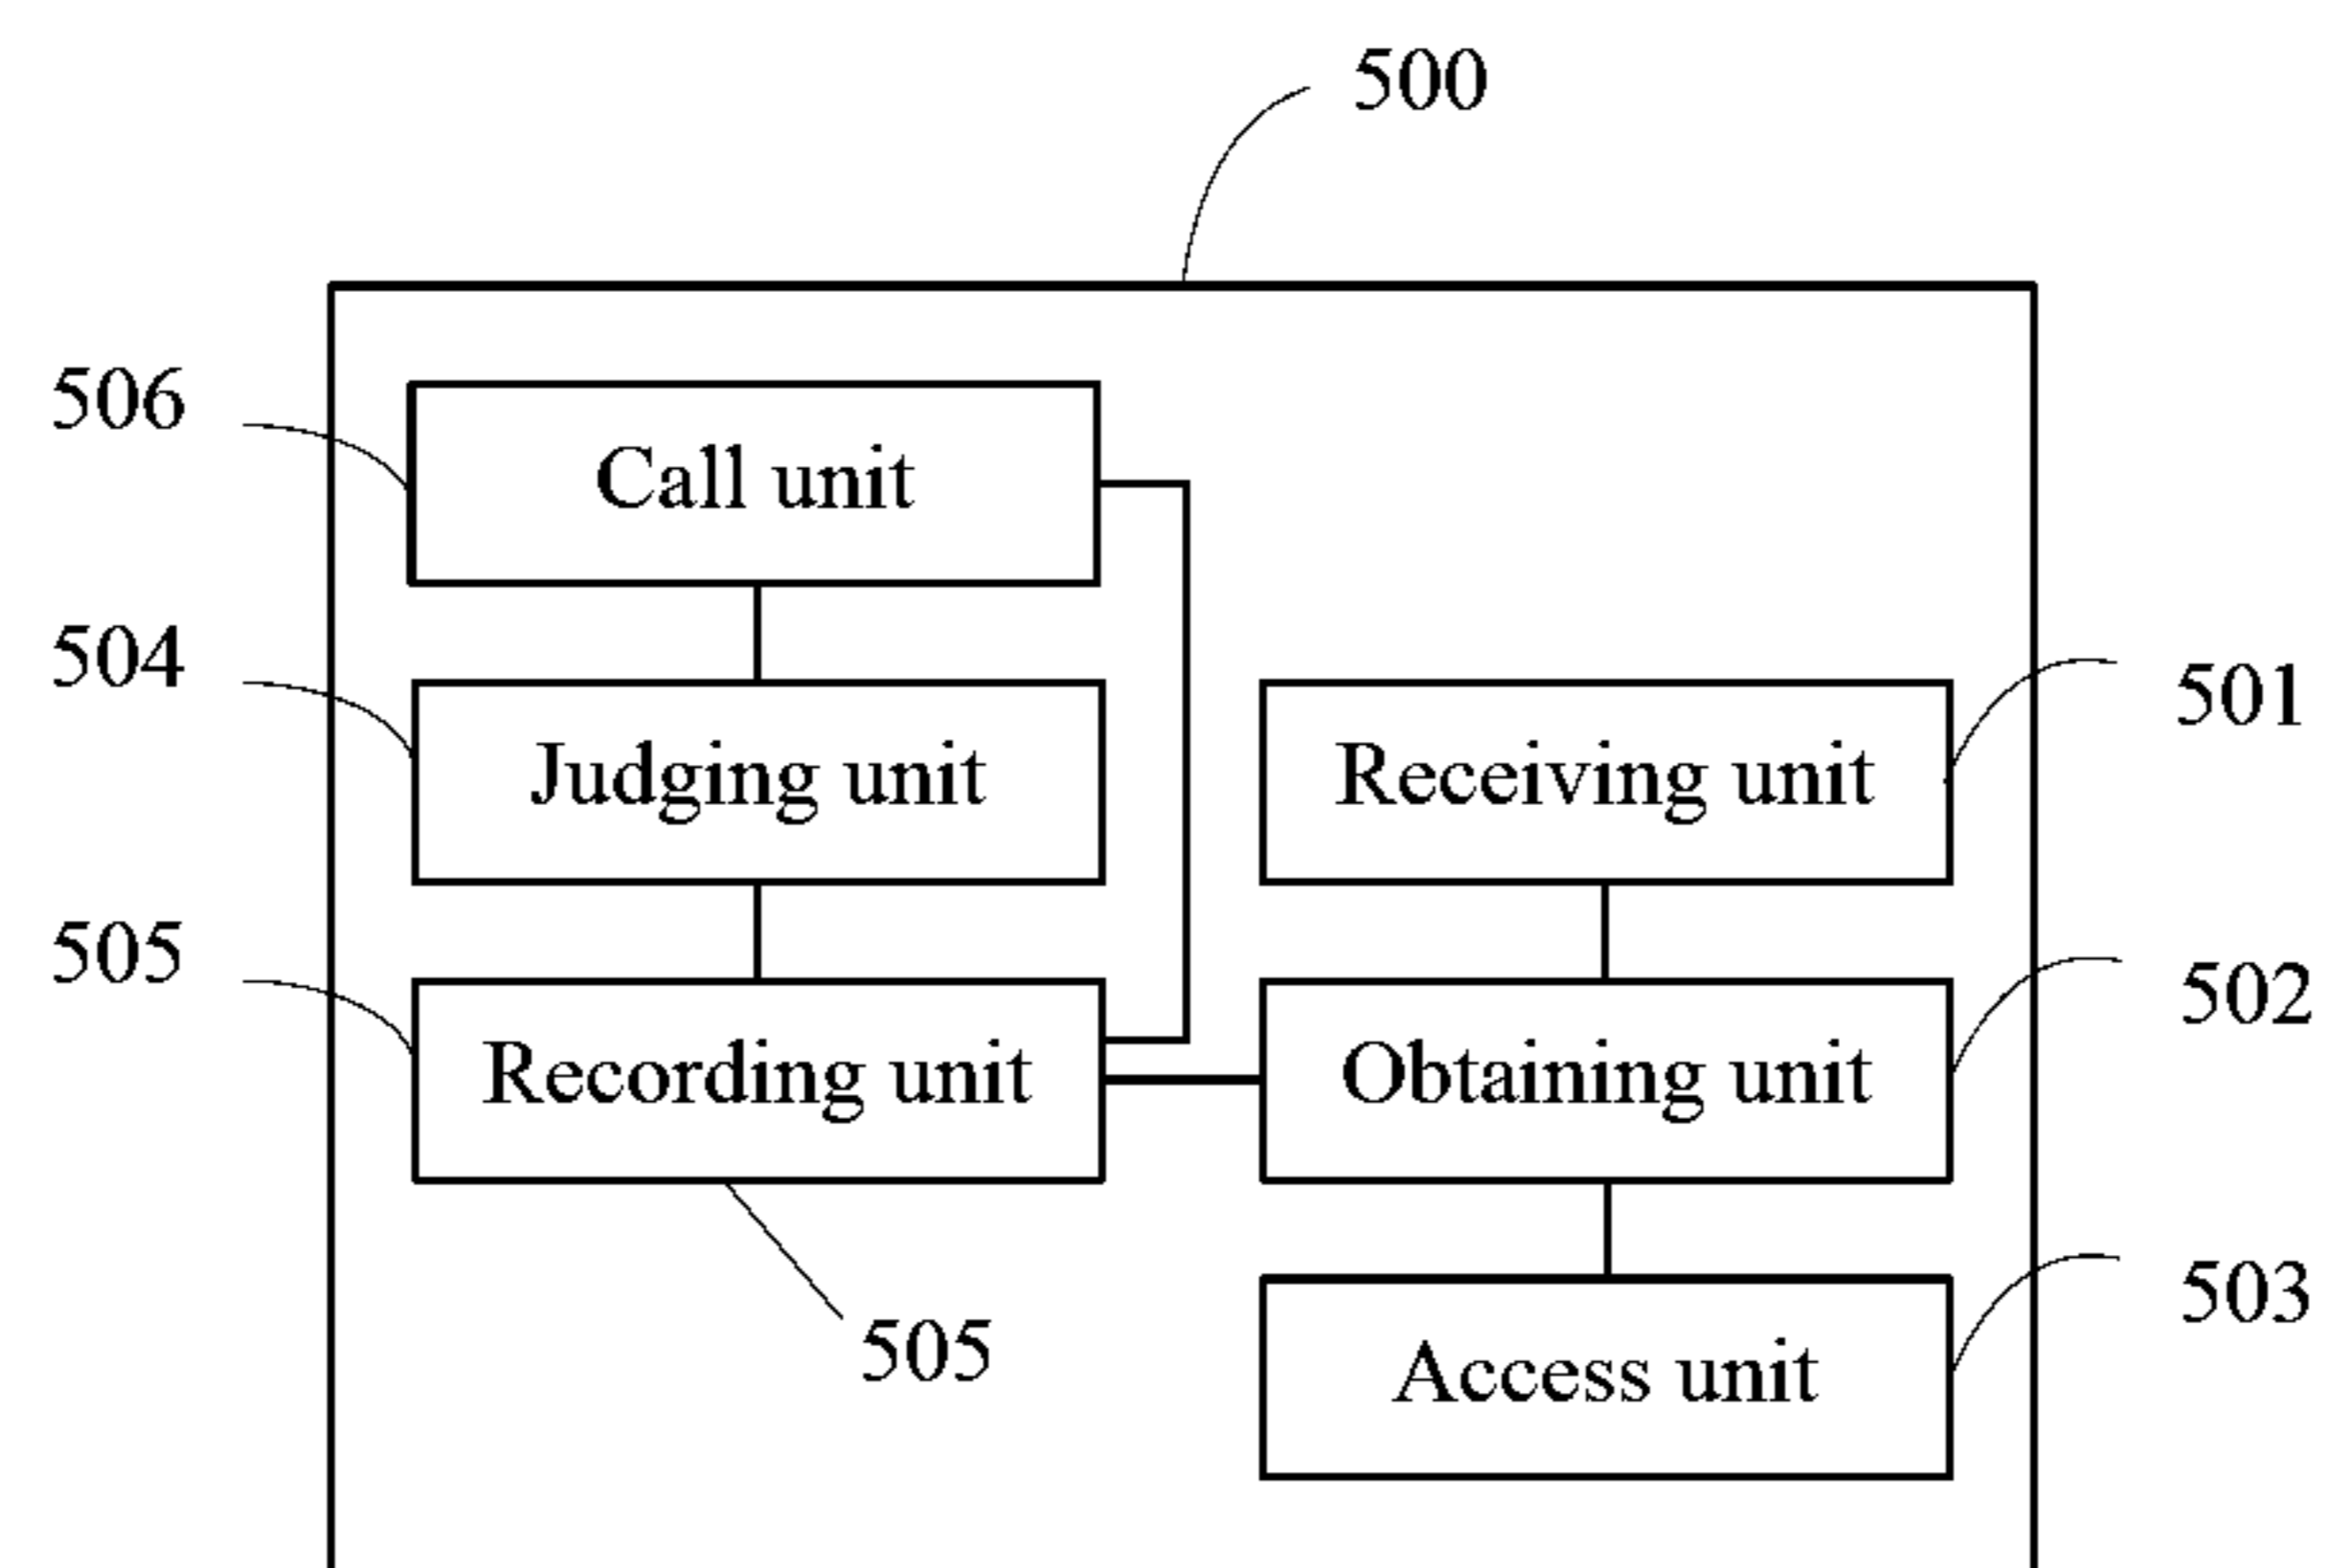 500
506
Call unit
504
Judging unit
Receiving unit
501
505
Recording unit
Obtaining unit
502
505
Access unit
503